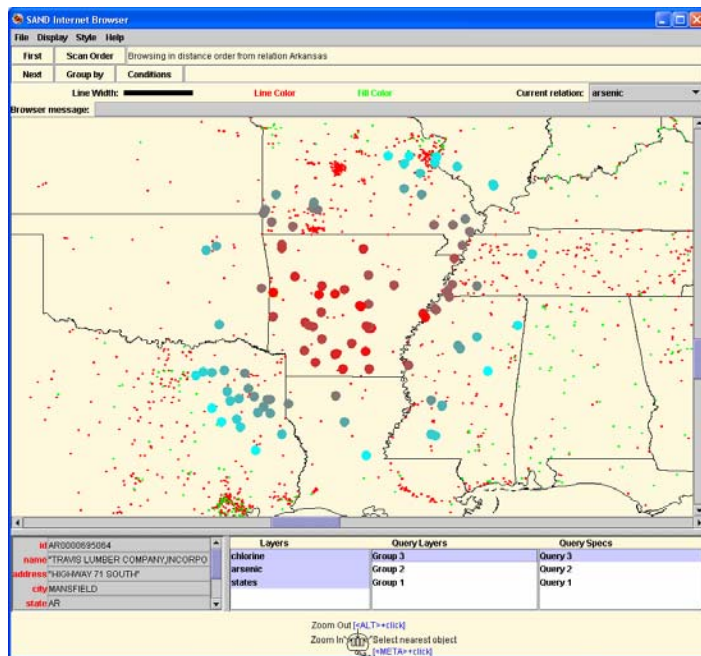 SAND Internet Browser
File Display Style Help
First Scan Order Browsing in distance order from relation Arkansas
Next Group by Conditions
Line Width: Line Color Fill Color Current relation: arsenic
Browser message:
id AR0000695064
name "TRAVIS LUMBER COMPANY,INCORPO
address "HIGHWAY 71 SOUTH"
city MANSFIELD
state AR
Layers Query Layers Query Specs
chlorine Group 3 Query 3
arsenic Group 2 Query 2
states Group 1 Query 1
Zoom Out [<ALT>+click]
Zoom In Select nearest object
[<META>+click]